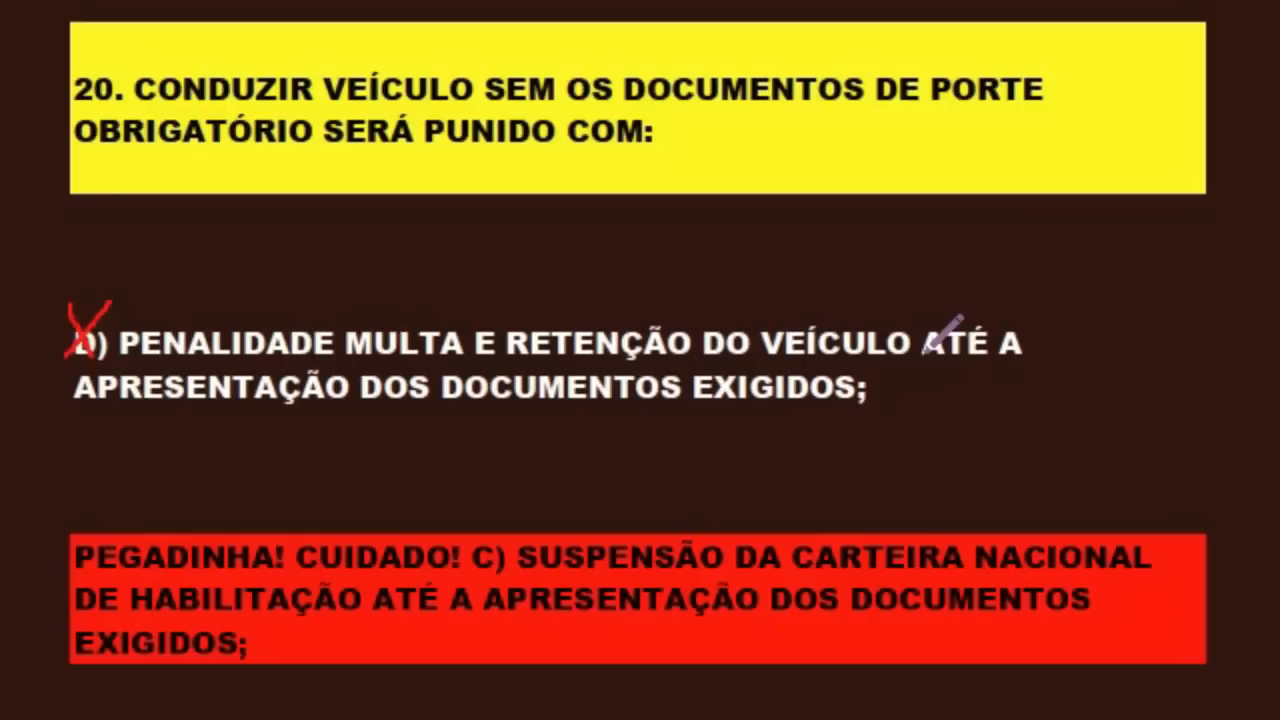 20. CONDUZIR VEÍCULO SEM OS DOCUMENTOS DE PORTE
OBRIGATÓRIO SERÁ PUNIDO COM:
D) PENALIDADE MULTA E RETENÇÃO DO VEÍCULO ATÉ A
APRESENTAÇÃO DOS DOCUMENTOS EXIGIDOS;
PEGADINHA! CUIDADO! C) SUSPENSÃO DA CARTEIRA NACIONAL
DE HABILITAÇÃO ATÉ A APRESENTAÇÃO DOS DOCUMENTOS
EXIGIDOS;